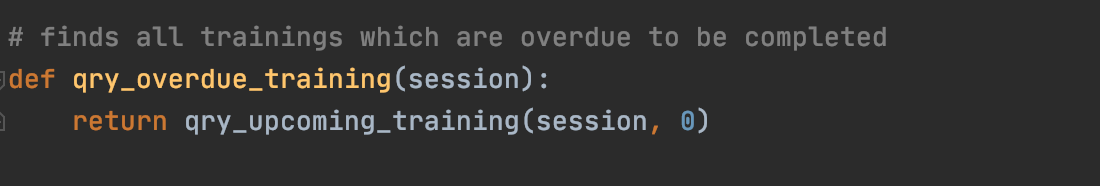 # finds all trainings which are overdue to be completed
def qry_overdue_training(session):
    return qry_upcoming_training(session, 0)